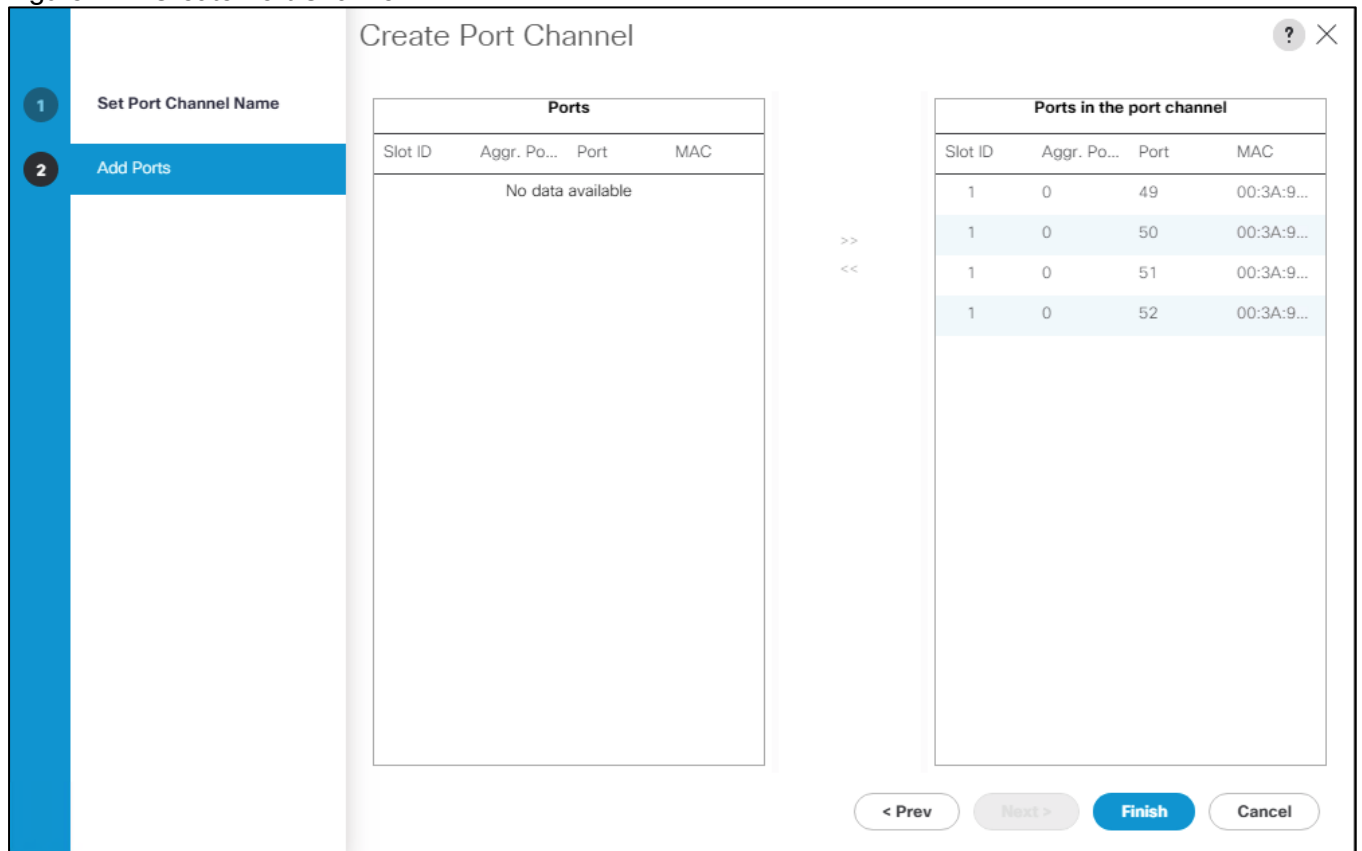 Create Port Channel
?
1 Set Port Channel Name
2 Add Ports
Ports
Slot ID Aggr. Po... Port MAC
No data available
>>
<<
Ports in the port channel
Slot ID Aggr. Po... Port MAC
1 0 49 00:3A:9...
1 0 50 00:3A:9...
1 0 51 00:3A:9...
1 0 52 00:3A:9...
< Prev Next > Finish Cancel